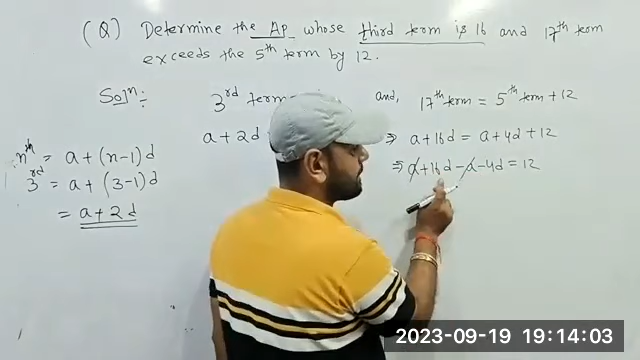 (Q) Determine the AP whose third term is 16 and 17th term
exceeds the 5th term by 12.
Solⁿ:
3rd term
and, 17th term = 5th term + 12
a + 2d
⇒ a + 16d = a + 4d + 12
⇒ a + 16d - a - 4d = 12
nth = a + (n-1)d
3rd = a + (3-1)d
= a + 2d
2023-09-19 19:14:03